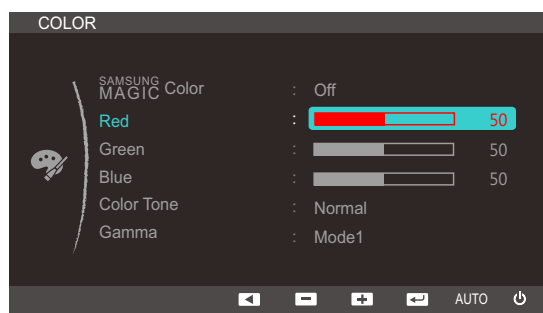 COLOR
SAMSUNG MAGIC Color : Off
Red : 50
Green : 50
Blue : 50
Color Tone : Normal
Gamma : Mode1
AUTO